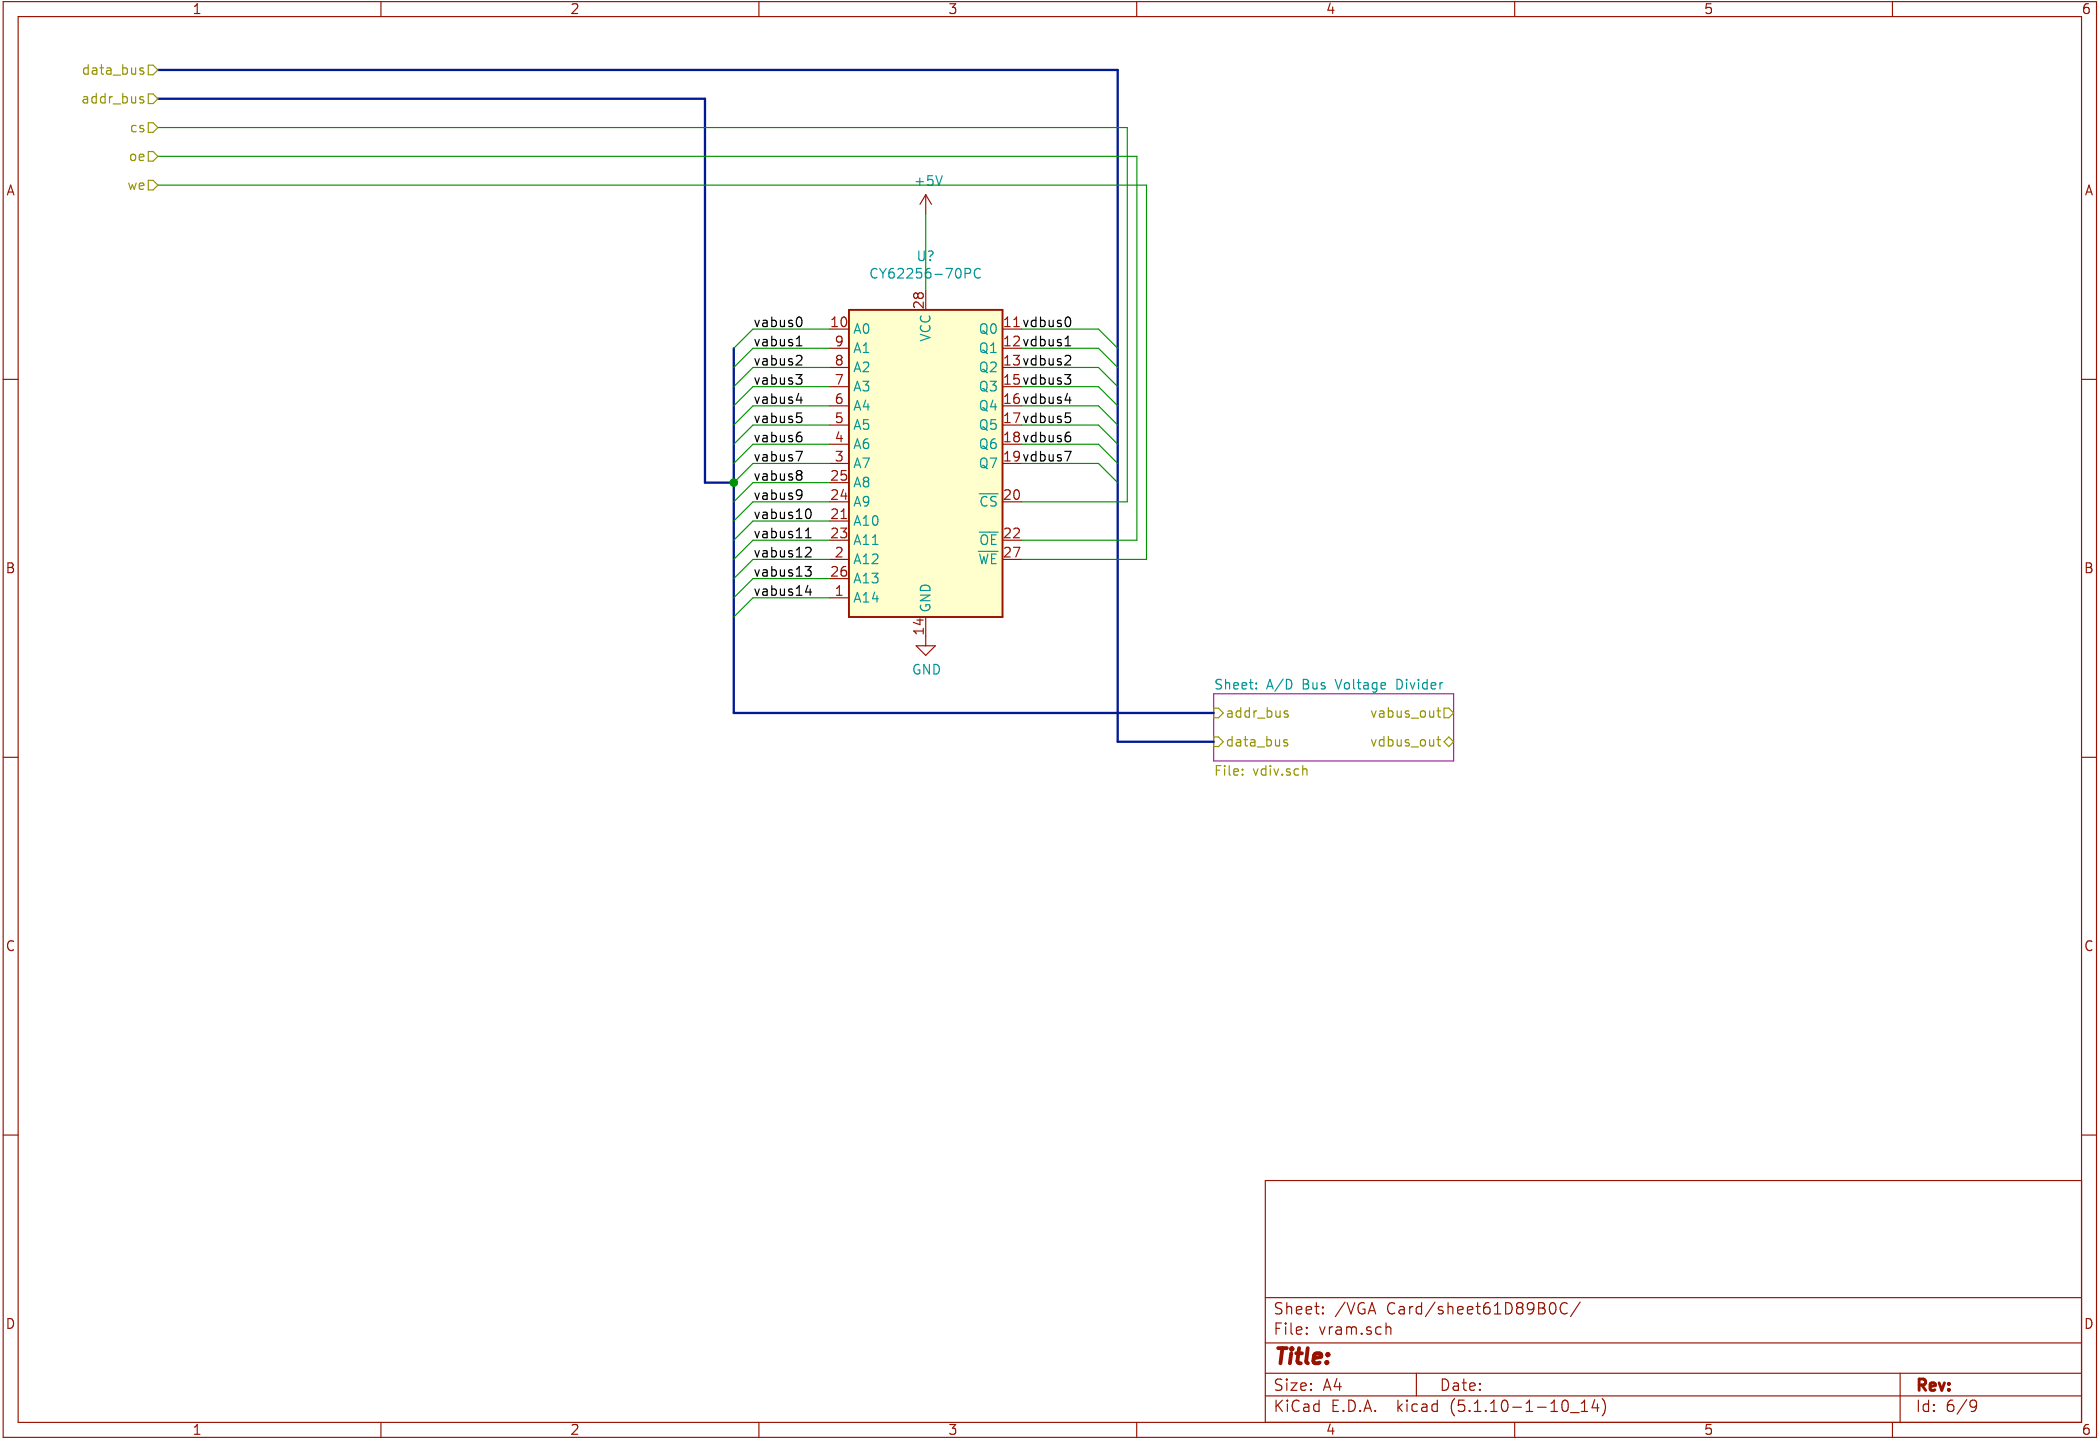 1 2 3 4 5 6
data_bus
addr_bus
cs
oe
we
A A
+5V
U?
CY62256-70PC
28
VCC
vabus0 10 A0 Q0 11 vdbus0
vabus1 9 A1 Q1 12 vdbus1
vabus2 8 A2 Q2 13 vdbus2
vabus3 7 A3 Q3 15 vdbus3
vabus4 6 A4 Q4 16 vdbus4
vabus5 5 A5 Q5 17 vdbus5
vabus6 4 A6 Q6 18 vdbus6
vabus7 3 A7 Q7 19 vdbus7
vabus8 25 A8
vabus9 24 A9 CS 20
vabus10 21 A10
vabus11 23 A11 OE 22
vabus12 2 A12 WE 27
B B
vabus13 26 A13
vabus14 1 A14
GND
14
GND
Sheet: A/D Bus Voltage Divider
addr_bus vabus_out
data_bus vdbus_out
File: vdiv.sch
C C
Sheet: /VGA Card/sheet61D89B0C/
File: vram.sch
D D
Title:
Size: A4 Date: Rev:
KiCad E.D.A. kicad (5.1.10-1-10_14) Id: 6/9
1 2 3 4 5 6